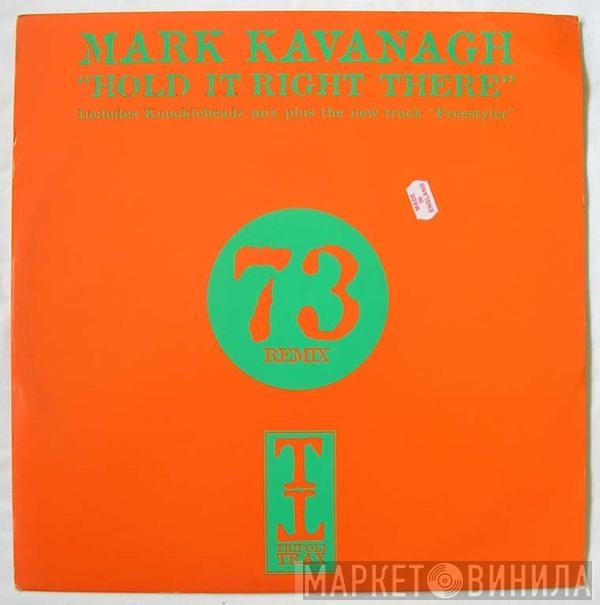 MARK KAVANAGH
"HOLD IT RIGHT THERE"
Includes Knuckleheadz mix plus the new track "Freestyler"
MADE
IN
ENGLAND
73
REMIX
T
T
TRIPOLI
TRAX
МАРКЕТ ВИНИЛА